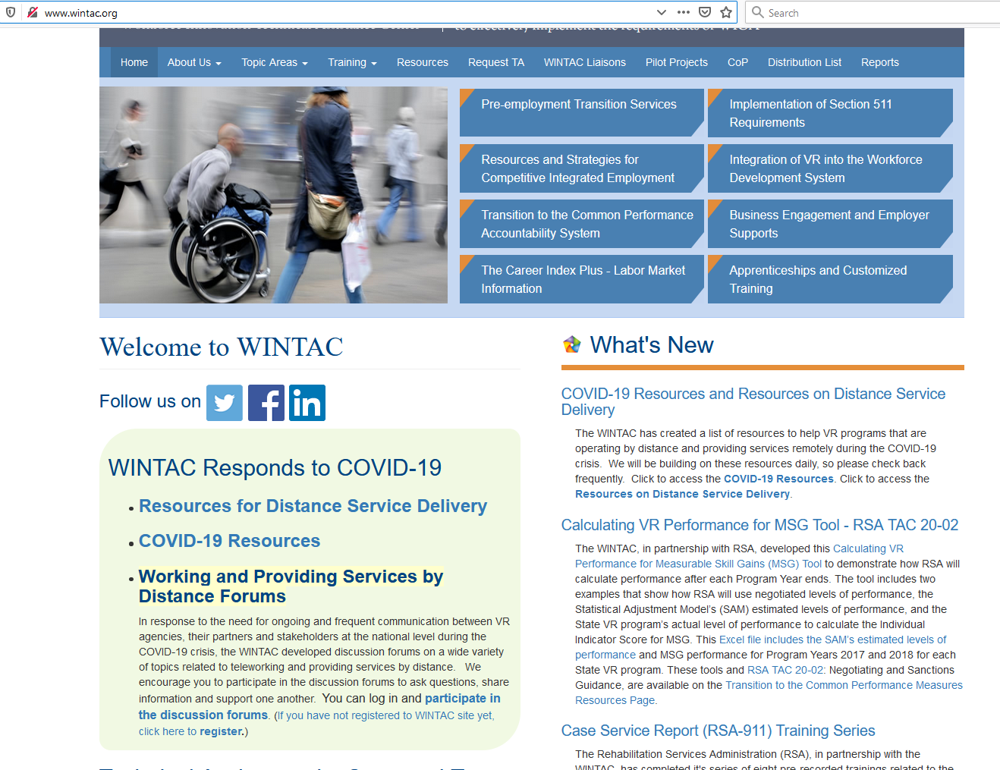 www.wintac.org
Search
Home
About Us
Topic Areas
Training
Resources
Request TA
WINTAC Liaisons
Pilot Projects
CoP
Distribution List
Reports
Pre-employment Transition Services
Implementation of Section 511
Requirements
Resources and Strategies for
Competitive Integrated Employment
Integration of VR into the Workforce
Development System
Transition to the Common Performance
Accountability System
Business Engagement and Employer
Supports
The Career Index Plus - Labor Market
Information
Apprenticeships and Customized
Training
Welcome to WINTAC
Follow us on
in
WINTAC Responds to COVID-19
Resources for Distance Service Delivery
COVID-19 Resources
Working and Providing Services by
Distance Forums
In response to the need for ongoing and frequent communication between VR
agencies, their partners and stakeholders at the national level during the
COVID-19 crisis, the WINTAC developed discussion forums on a wide variety
of topics related to teleworking and providing services by distance.   We
encourage you to participate in the discussion forums to ask questions, share
information and support one another.  You can log in and participate in
the discussion forums. (If you have not registered to WINTAC site yet,
click here to register.)
What's New
COVID-19 Resources and Resources on Distance Service
Delivery
The WINTAC has created a list of resources to help VR programs that are
operating by distance and providing services remotely during the COVID-19
crisis.  We will be building on these resources daily, so please check back
frequently.  Click to access the COVID-19 Resources. Click to access the
Resources on Distance Service Delivery.
Calculating VR Performance for MSG Tool - RSA TAC 20-02
The WINTAC, in partnership with RSA, developed this Calculating VR
Performance for Measurable Skill Gains (MSG) Tool to demonstrate how RSA will
calculate performance after each Program Year ends. The tool includes two
examples that show how RSA will use negotiated levels of performance, the
Statistical Adjustment Model's (SAM) estimated levels of performance, and the
State VR program's actual level of performance to calculate the Individual
Indicator Score for MSG. This Excel file includes the SAM's estimated levels of
performance and MSG performance for Program Years 2017 and 2018 for each
State VR program. These tools and RSA TAC 20-02: Negotiating and Sanctions
Guidance, are available on the Transition to the Common Performance Measures
Resources Page.
Case Service Report (RSA-911) Training Series
The Rehabilitation Services Administration (RSA), in partnership with the
WINTAC, has completed it's series of eight pre-recorded trainings related to the